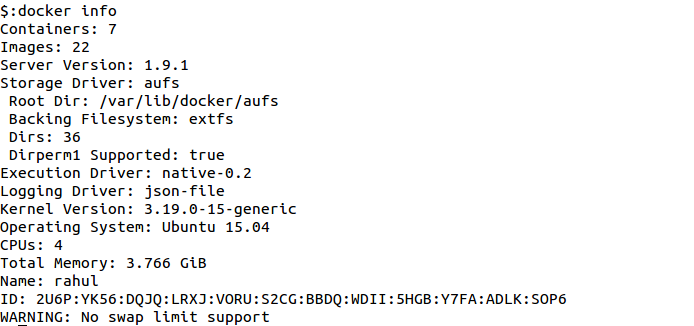 $:docker info
Containers: 7
Images: 22
Server Version: 1.9.1
Storage Driver: aufs
 Root Dir: /var/lib/docker/aufs
 Backing Filesystem: extfs
 Dirs: 36
 Dirperm1 Supported: true
Execution Driver: native-0.2
Logging Driver: json-file
Kernel Version: 3.19.0-15-generic
Operating System: Ubuntu 15.04
CPUs: 4
Total Memory: 3.766 GiB
Name: rahul
ID: 2U6P:YK56:DQJQ:LRXJ:VORU:S2CG:BBDQ:WDII:5HGB:Y7FA:ADLK:SOP6
WARNING: No swap limit support